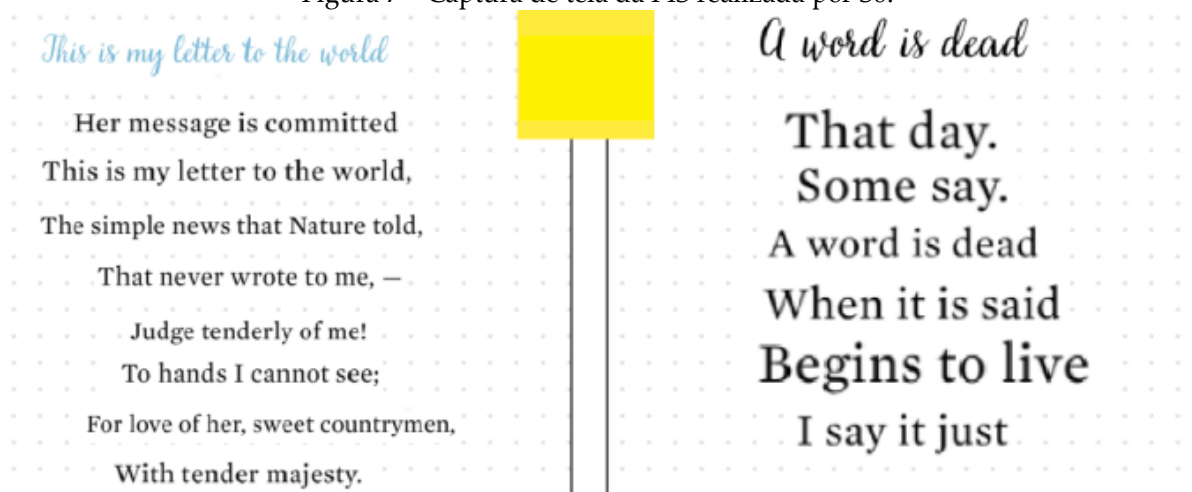 This is my letter to the world
Her message is committed
This is my letter to the world,
The simple news that Nature told,
That never wrote to me, —
Judge tenderly of me!
To hands I cannot see;
For love of her, sweet countrymen,
With tender majesty.
A word is dead
That day.
Some say.
A word is dead
When it is said
Begins to live
I say it just